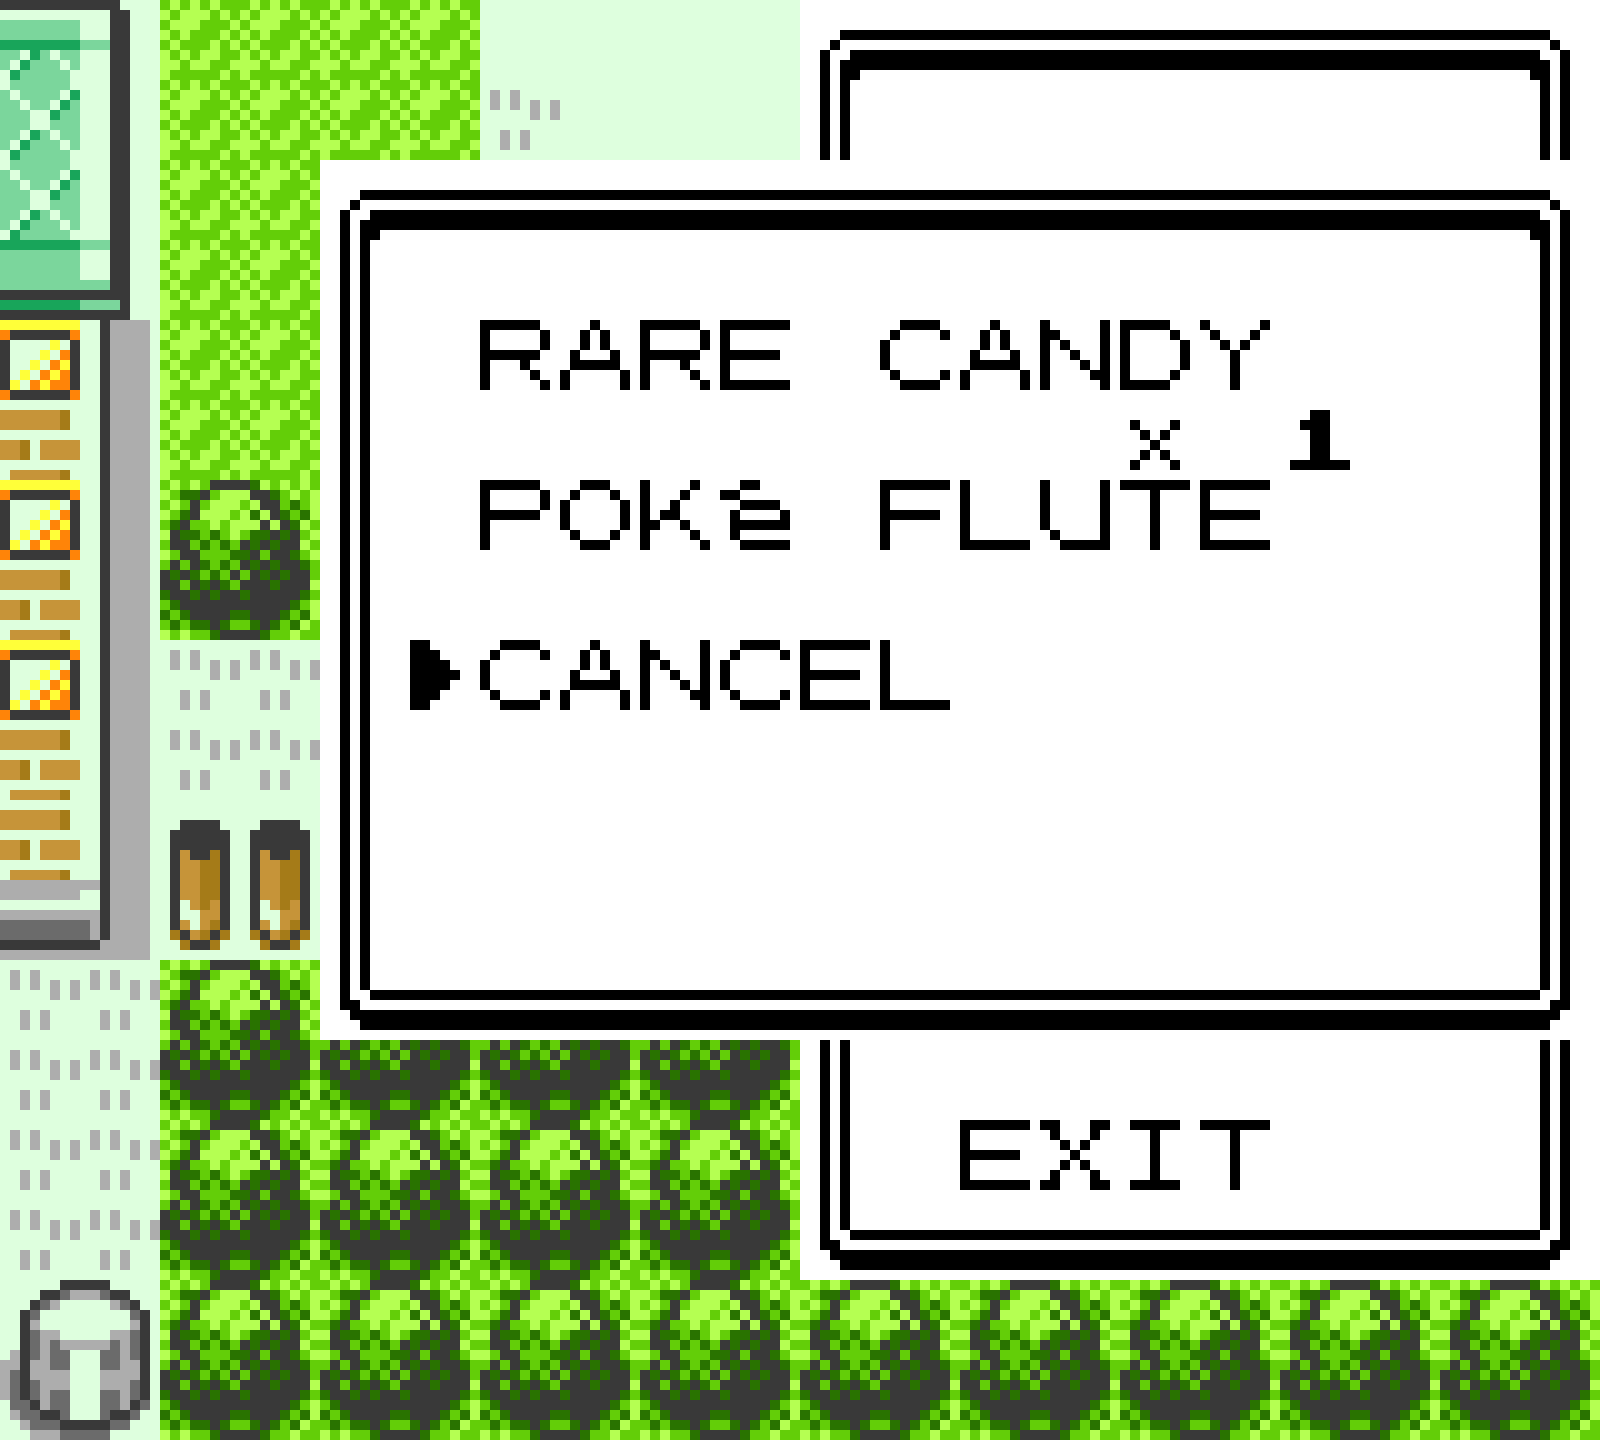 RARE CANDY
× 1
POKé FLUTE
▶CANCEL
EXIT